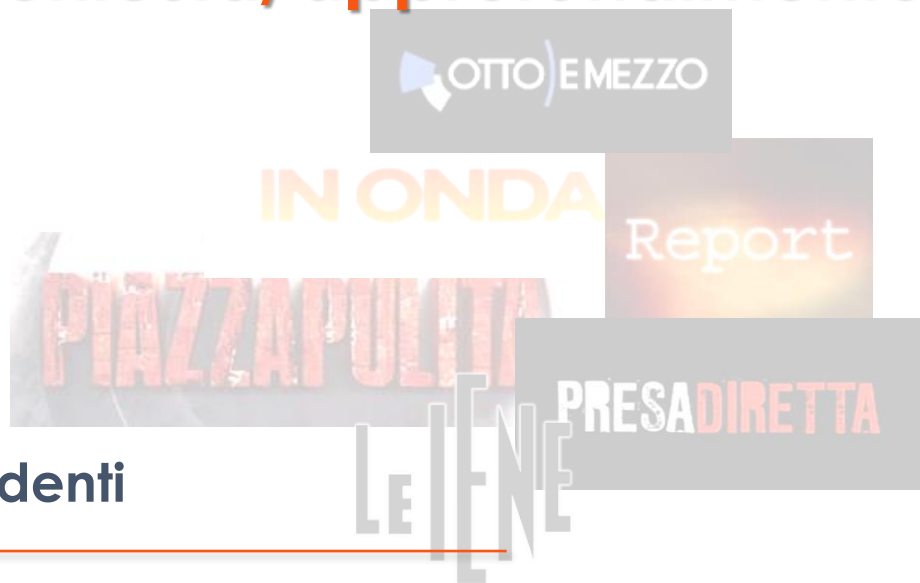 OTTO E MEZZO
IN ONDA
Report
PIAZZAPULITA
PRESADIRETTA
LE IENE
denti